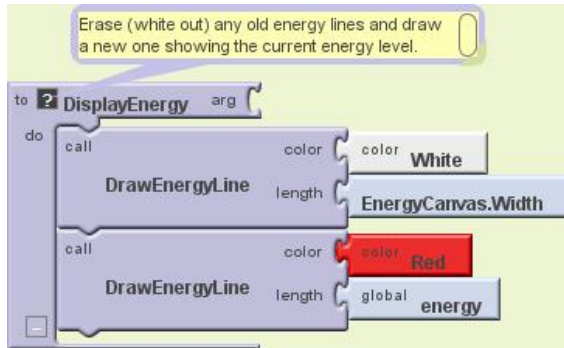 Erase (white out) any old energy lines and draw
a new one showing the current energy level.
to ? DisplayEnergy arg
do
call
color color White
DrawEnergyLine
length EnergyCanvas.Width
call
color color Red
DrawEnergyLine
length global energy